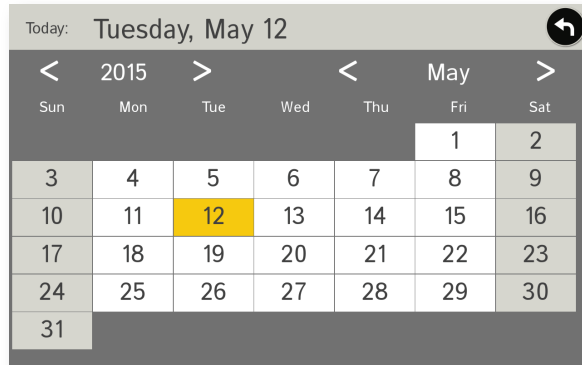 Today: Tuesday, May 12
< 2015 > < May >
Sun Mon Tue Wed Thu Fri Sat
1 2
3 4 5 6 7 8 9
10 11 12 13 14 15 16
17 18 19 20 21 22 23
24 25 26 27 28 29 30
31